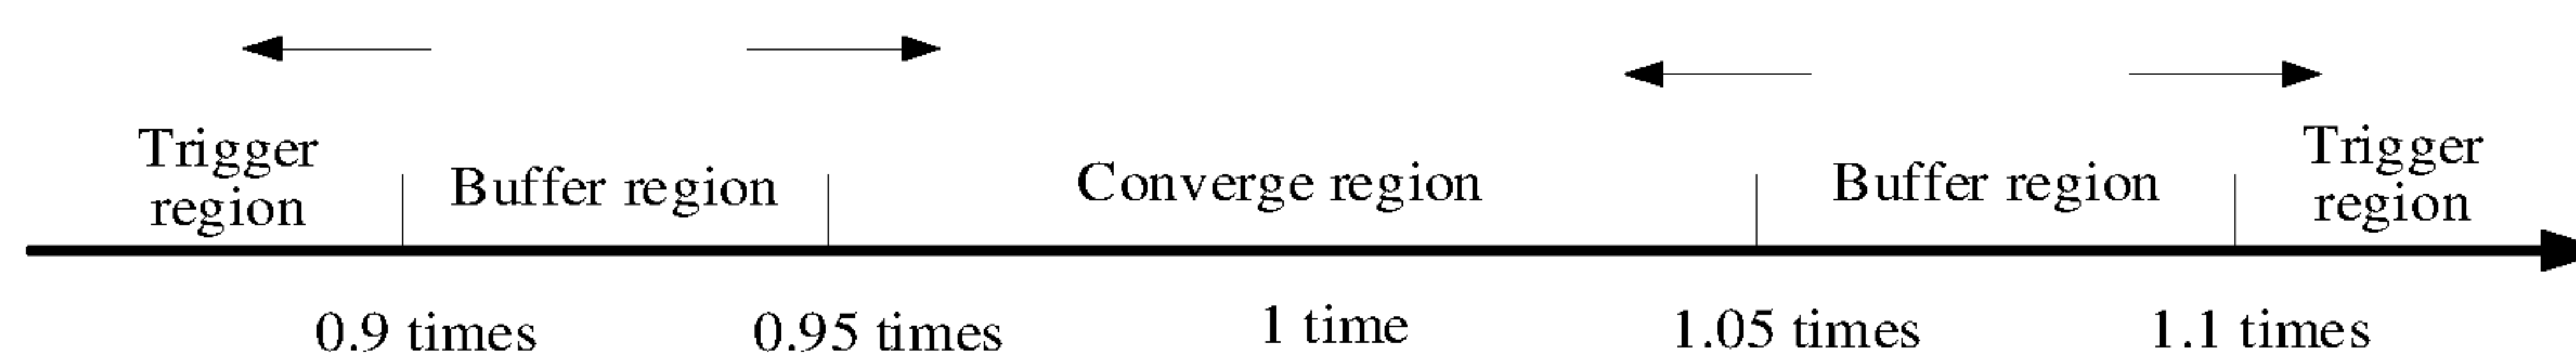 Trigger
region
Buffer region
Converge region
Buffer region
Trigger
region
0.9 times
0.95 times
1 time
1.05 times
1.1 times